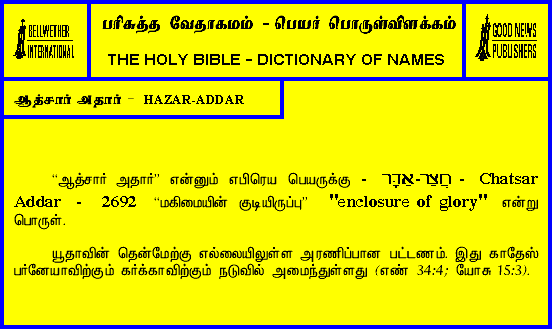 BELLWETHER
INTERNATIONAL
பரிசுத்த வேதாகமம் - பெயர் பொருள்விளக்கம்
THE HOLY BIBLE - DICTIONARY OF NAMES
GOOD NEWS
PUBLISHERS
ஆத்சார் அதார் - HAZAR-ADDAR
“ஆத்சார் அதார்” என்னும் எபிரெய பெயருக்கு - חֲצַר-אַדָּר - Chatsar
Addar - 2692 “மகிமையின் குடியிருப்பு” "enclosure of glory" என்று
பொருள்.
யூதாவின் தென்மேற்கு எல்லையிலுள்ள அரணிப்பான பட்டணம். இது காதேஸ்
பர்னேயாவிற்கும் கர்க்காவிற்கும் நடுவில் அமைந்துள்ளது (எண் 34:4; யோசு 15:3).